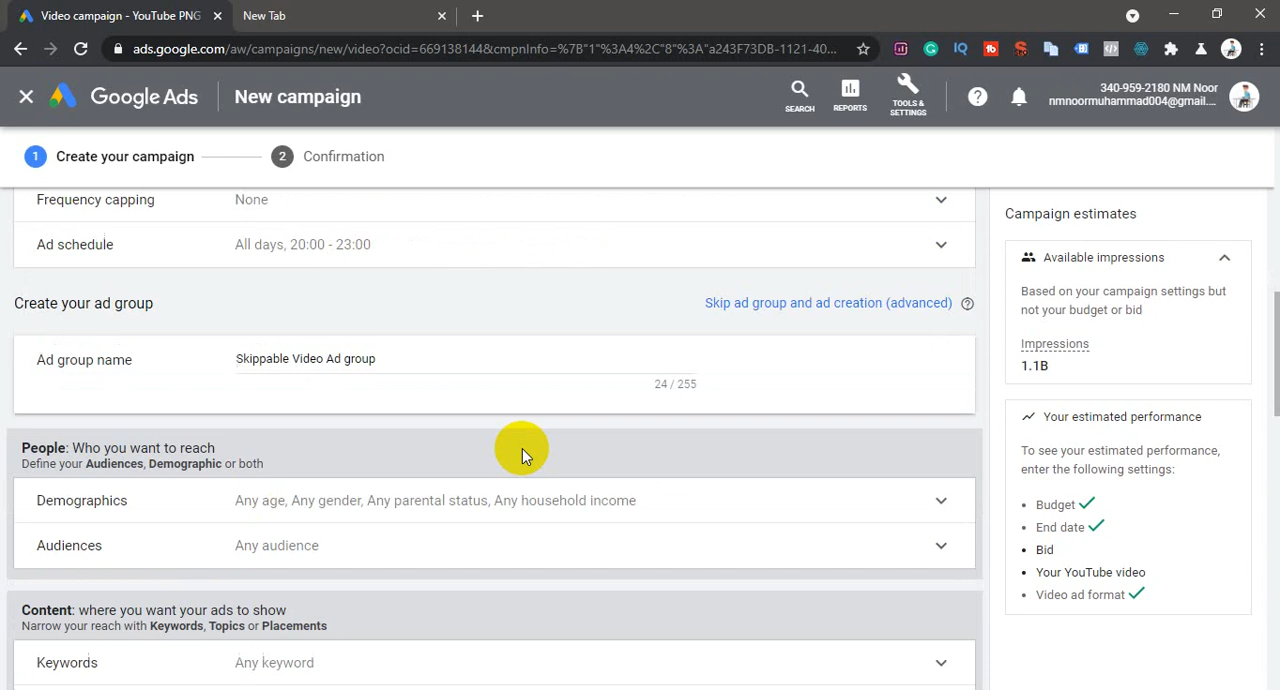 Video campaign - YouTube PNG
New Tab
ads.google.com/aw/campaigns/new/video?ocid=669138144&cmpnInfo=%7B"1"%3A4%2C"8"%3A"a243F73DB-1121-40...
Google Ads
New campaign
SEARCH
REPORTS
TOOLS & SETTINGS
340-959-2180 NM Noor
nmnoormuhammad004@gmail....
1 Create your campaign
2 Confirmation
Frequency capping None
Ad schedule All days, 20:00 - 23:00
Create your ad group
Skip ad group and ad creation (advanced)
Ad group name Skippable Video Ad group
24 / 255
People: Who you want to reach
Define your Audiences, Demographic or both
Demographics Any age, Any gender, Any parental status, Any household income
Audiences Any audience
Content: where you want your ads to show
Narrow your reach with Keywords, Topics or Placements
Keywords Any keyword
Campaign estimates
Available impressions
Based on your campaign settings but
not your budget or bid
Impressions
1.1B
Your estimated performance
To see your estimated performance,
enter the following settings:
Budget
End date
Bid
Your YouTube video
Video ad format